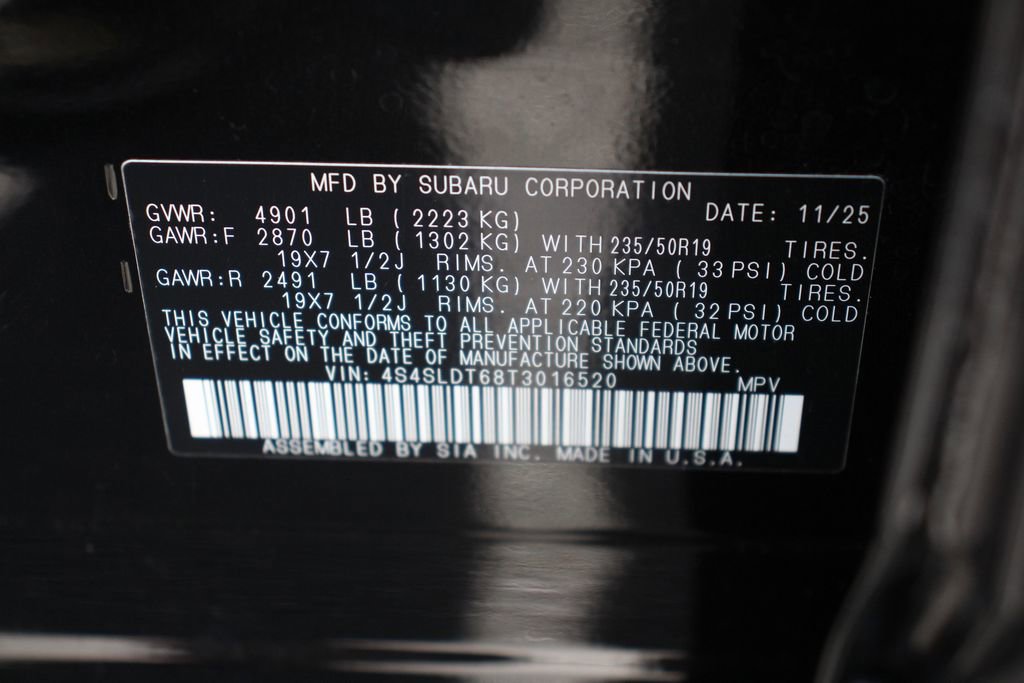 MFD BY SUBARU CORPORATION
GVWR: 4901 LB ( 2223 KG) DATE: 11/25
GAWR:F 2870 LB ( 1302 KG) WITH 235/50R19 TIRES.
19X7 1/2J RIMS. AT 230 KPA ( 33 PSI) COLD
GAWR:R 2491 LB ( 1130 KG) WITH 235/50R19 TIRES.
19X7 1/2J RIMS. AT 220 KPA ( 32 PSI) COLD
THIS VEHICLE CONFORMS TO ALL APPLICABLE FEDERAL MOTOR
VEHICLE SAFETY AND THEFT PREVENTION STANDARDS
IN EFFECT ON THE DATE OF MANUFACTURE SHOWN ABOVE.
VIN: 4S4SLDT68T3016520 MPV
ASSEMBLED BY SIA INC. MADE IN U.S.A.